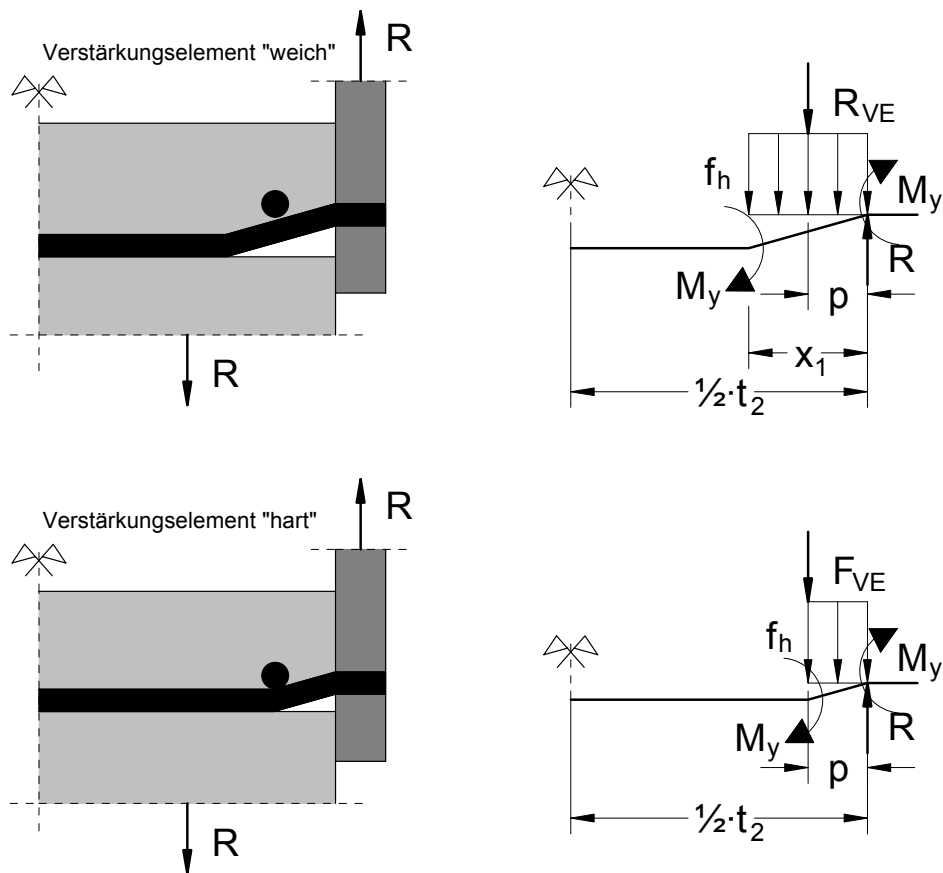 Verstärkungselement "weich"
R
R
R_VE
f_h
M_y
M_y
R
p
x_1
½·t_2
Verstärkungselement "hart"
R
R
F_VE
f_h
M_y
M_y
R
p
½·t_2